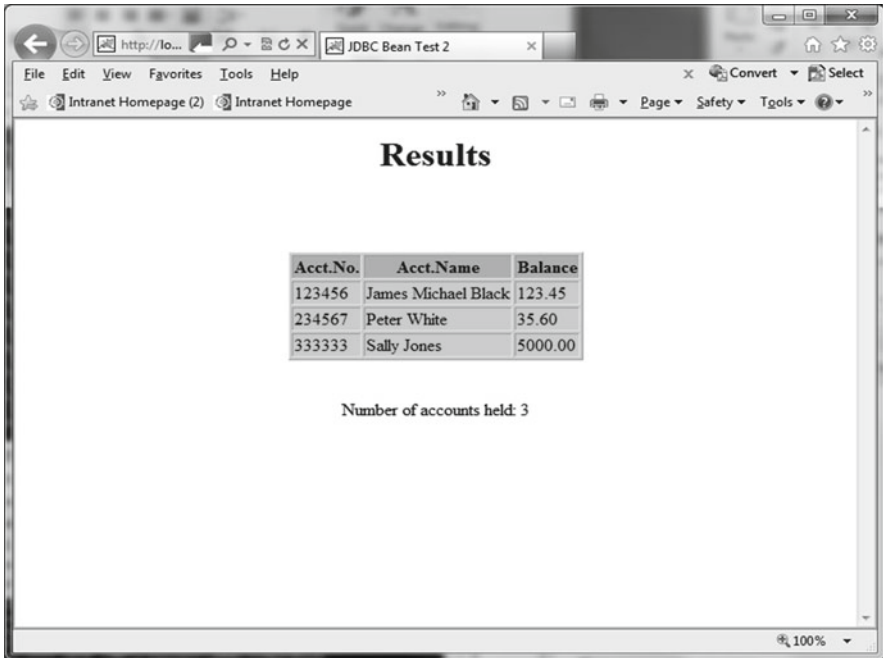 http://lo...
JDBC Bean Test 2
File Edit View Favorites Tools Help
Convert Select
Intranet Homepage (2) Intranet Homepage
Page Safety Tools
Results
Acct.No. Acct.Name Balance
123456 James Michael Black 123.45
234567 Peter White 35.60
333333 Sally Jones 5000.00
Number of accounts held: 3
100%